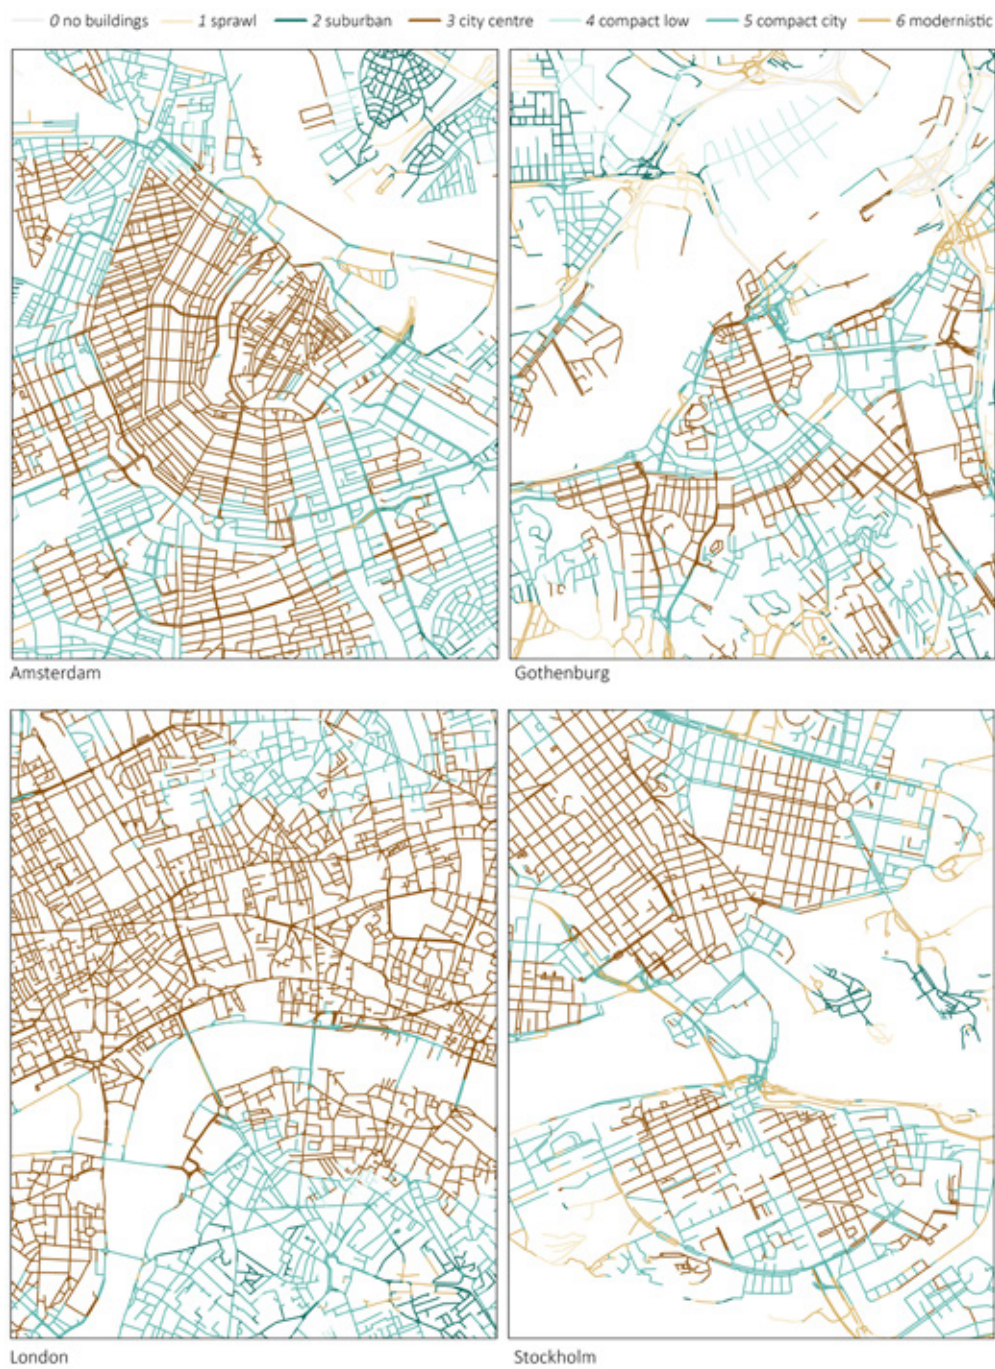 0 no buildings 1 sprawl 2 suburban 3 city centre 4 compact low 5 compact city 6 modernistic
Amsterdam Gothenburg
London Stockholm